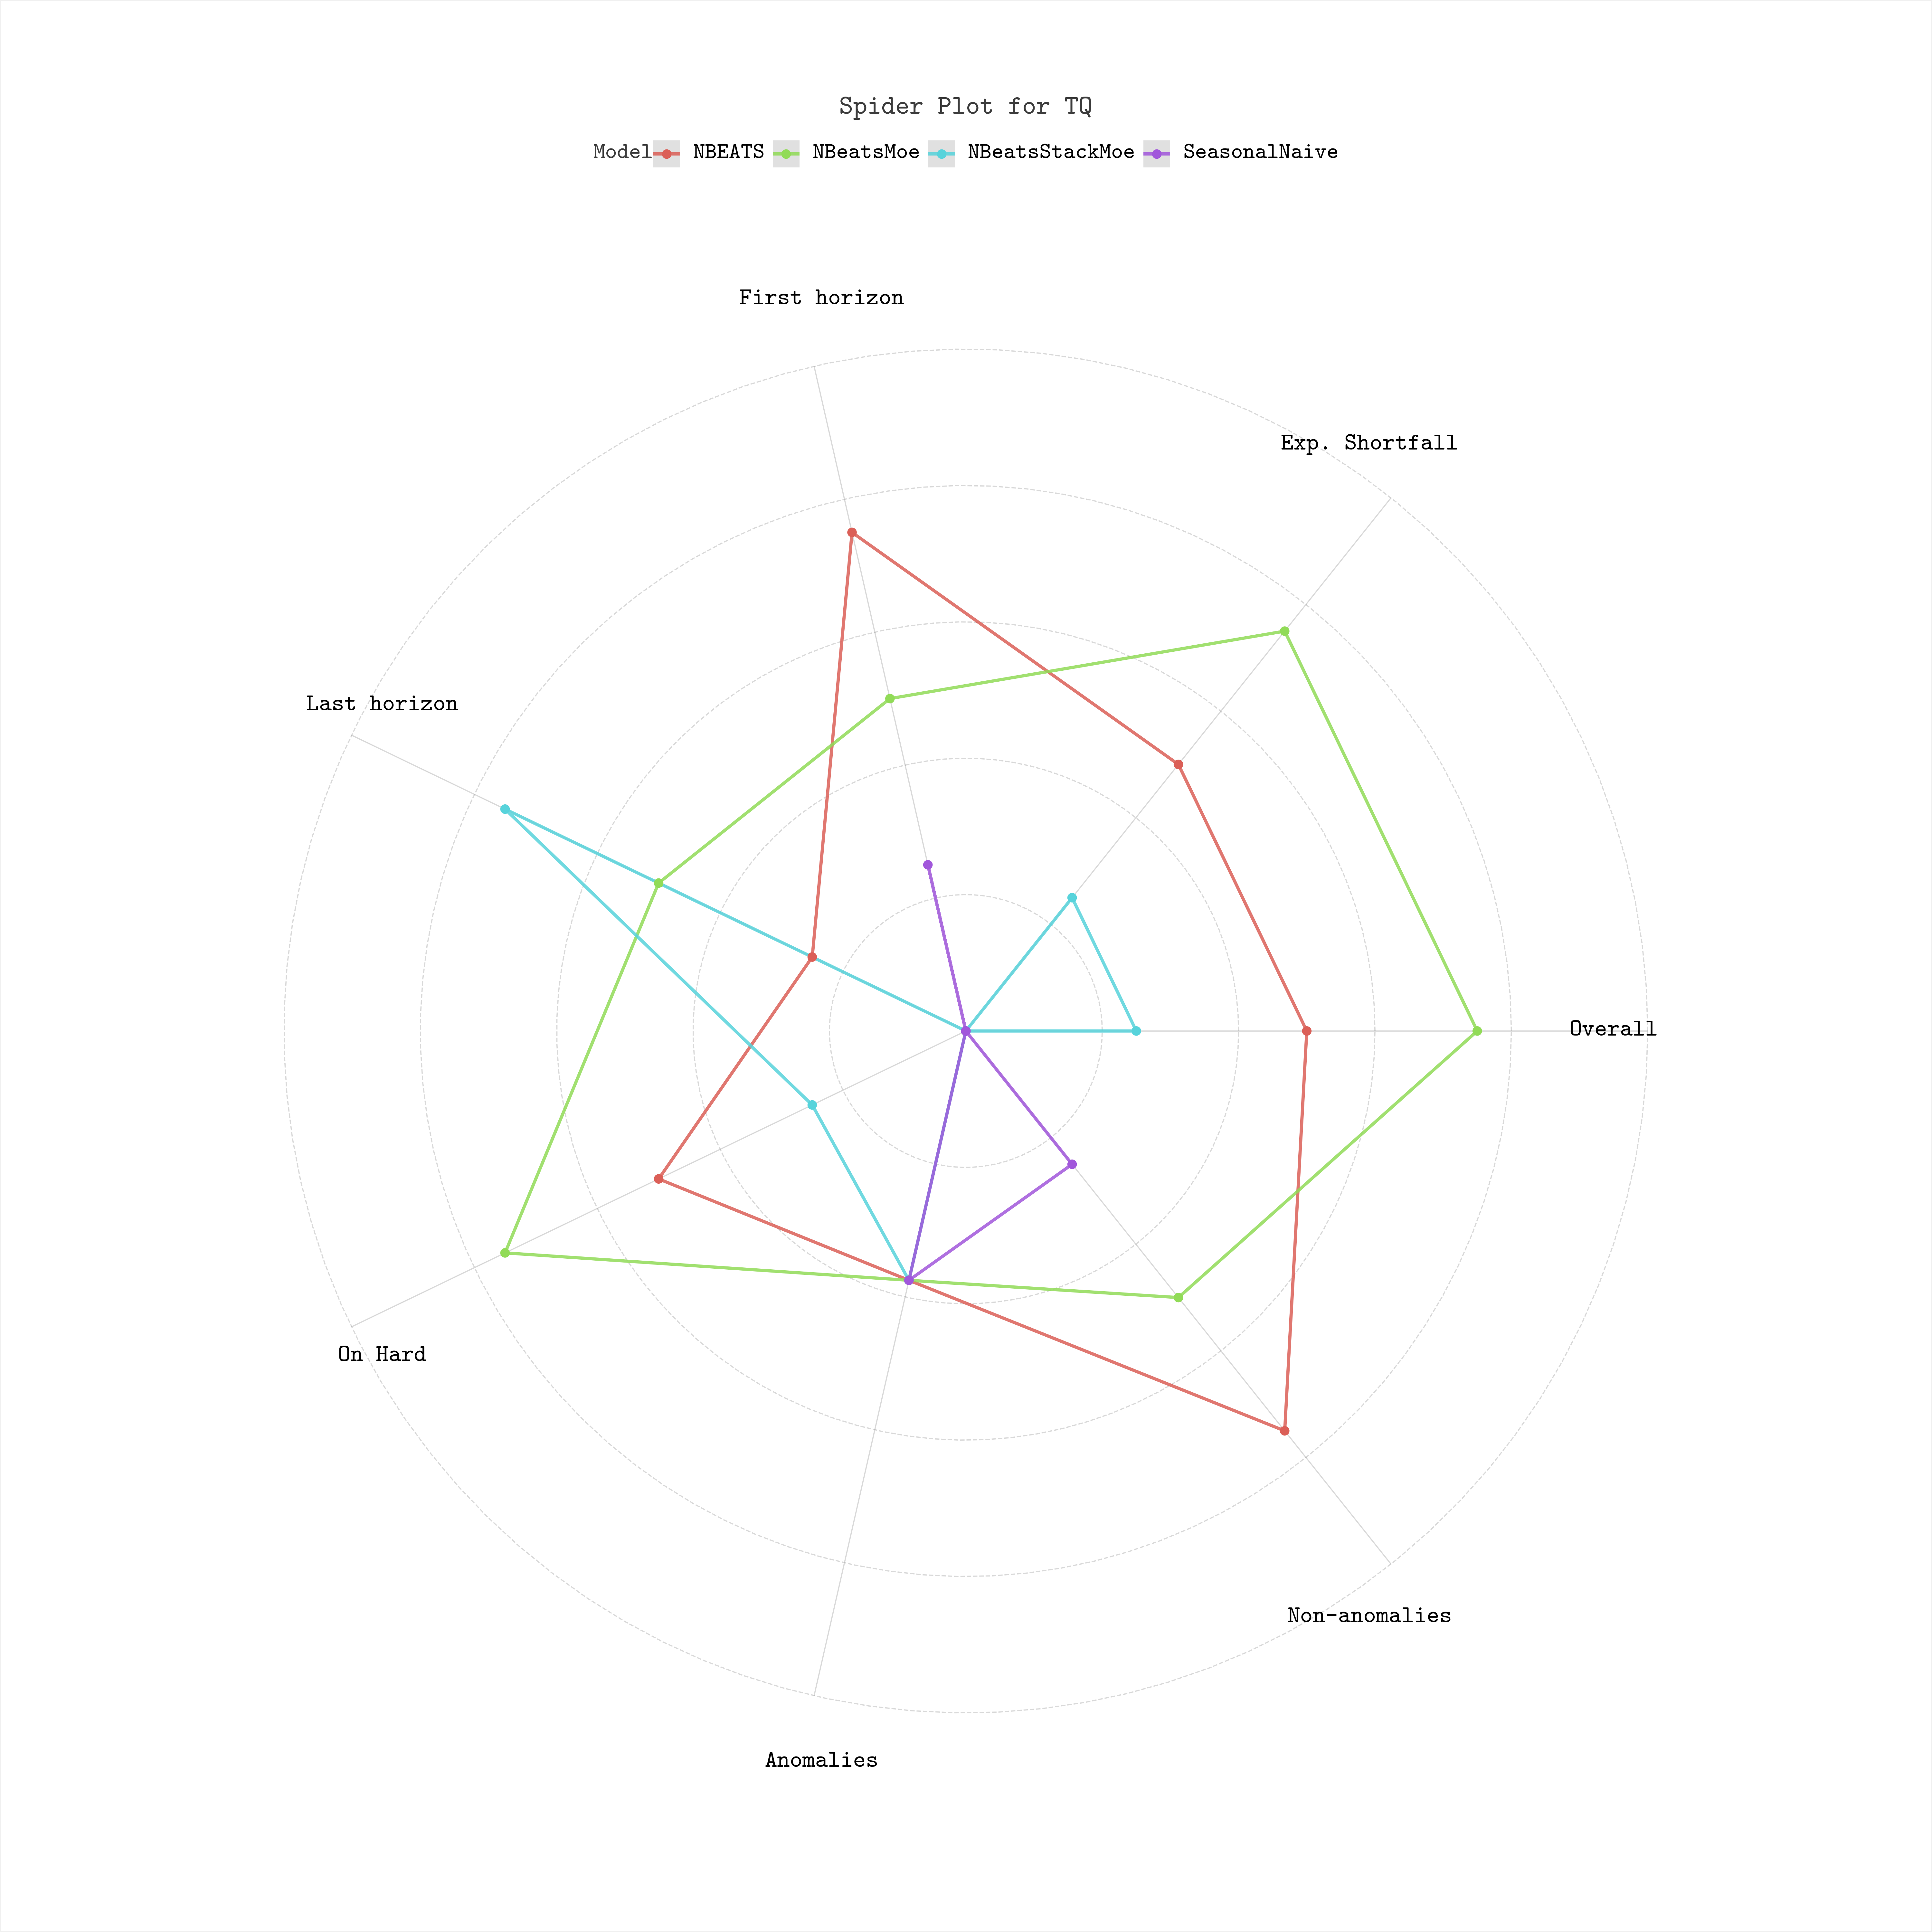 Spider Plot for TQ
Model NBEATS NBeatsMoe NBeatsStackMoe SeasonalNaive
First horizon
Exp. Shortfall
Last horizon
Overall
On Hard
Non-anomalies
Anomalies